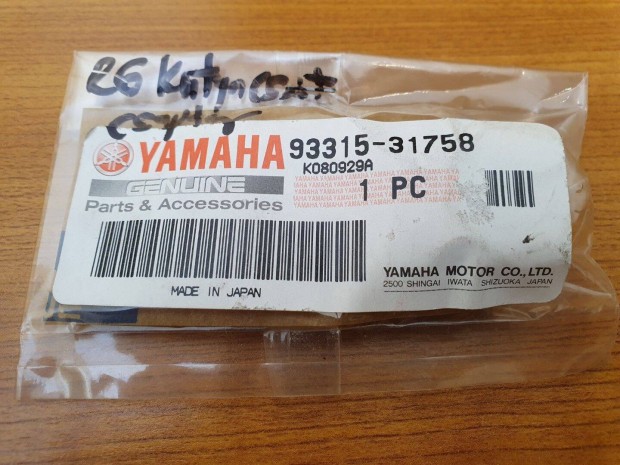 26
YAMAHA 93315-31758
K080929A
GENUINE
Parts & Accessories
1 PC
MADE IN JAPAN
YAMAHA MOTOR CO., LTD.
2500 SHINGAI IWATA SHIZUOKA JAPAN